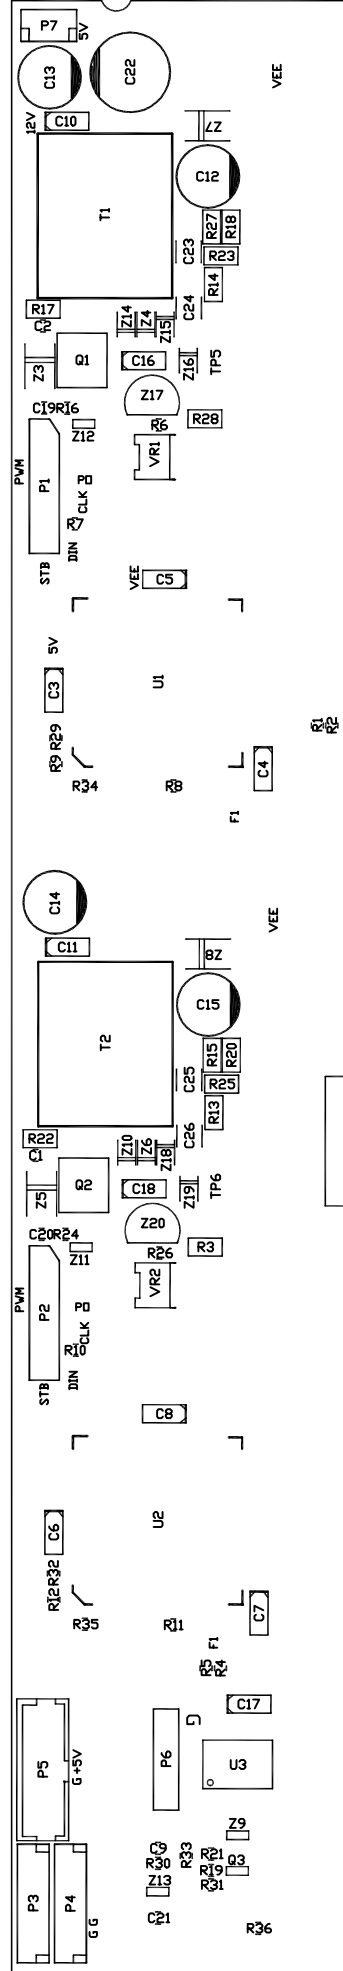 P7
5V
C13
C22
VEE
12V
C10
Z7
C12
T1
R27
R18
C23
R23
R14
C24
R17
C2
Z14
Z4
Z15
Z3
Q1
C16
Z16
TP5
Z17
C19
R16
Z12
R6
R28
VR1
PWM
P1
P
CLK
R7
DIN
STB
VEE
C5
5V
C3
U1
R1
R2
R29
R9
C4
R34
R8
F1
C14
VEE
C11
Z8
C15
T2
R15
R20
C25
R25
R13
C26
R22
C1
Z10
Z6
Z18
Z5
Q2
C18
Z19
TP6
Z20
C20
R24
Z11
R26
R3
VR2
PWM
P2
P
CLK
R10
DIN
STB
C8
C6
U2
R32
R12
C7
R35
R11
F1
R5
R4
C17
P5
G +5V
P6
G
U3
Z9
C9
R30
R33
R21
R19
Q3
R31
Z13
P3
P4
G G
C21
R36